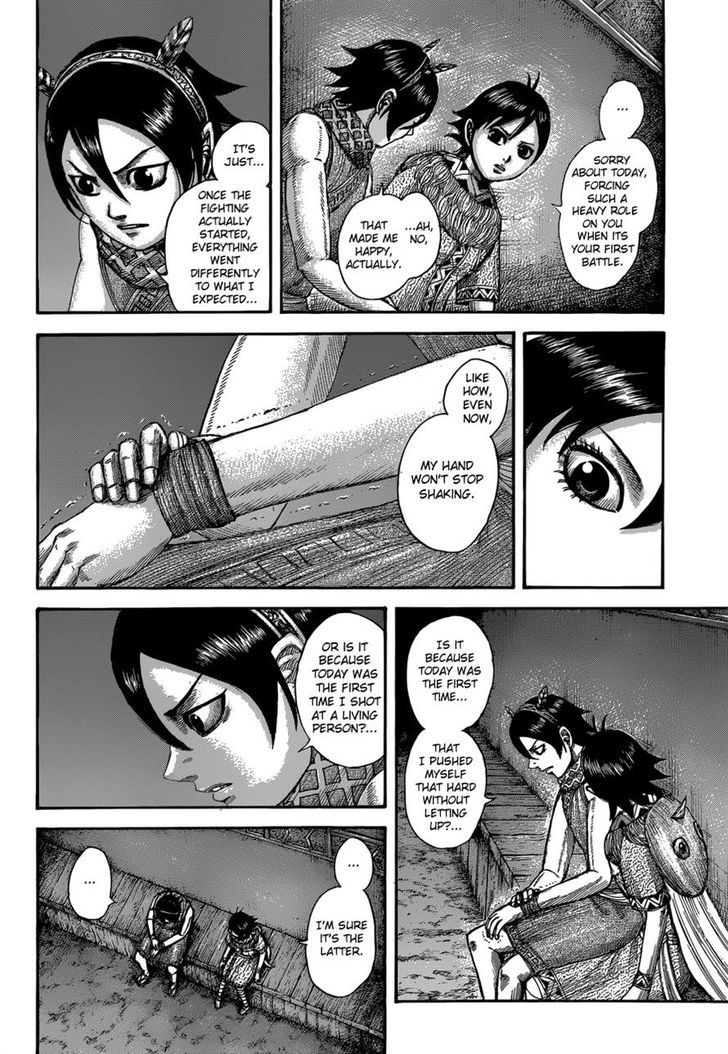 ...
SORRY
ABOUT TODAY,
FORCING
SUCH A
HEAVY ROLE
ON YOU
WHEN ITS
YOUR FIRST
BATTLE.
...AH,
NO,
THAT
MADE ME
HAPPY,
ACTUALLY.
IT'S
JUST...
ONCE THE
FIGHTING
ACTUALLY
STARTED,
EVERYTHING
WENT
DIFFERENTLY
TO WHAT I
EXPECTED...
LIKE
HOW,
EVEN
NOW,
MY HAND
WON'T STOP
SHAKING.
IS IT
BECAUSE
TODAY WAS
THE FIRST
TIME...
THAT
I PUSHED
MYSELF
THAT HARD
WITHOUT
LETTING
UP?...
OR IS IT
BECAUSE
TODAY WAS
THE FIRST
TIME I SHOT
AT A LIVING
PERSON?...
...
I'M SURE
IT'S THE
LATTER.
...